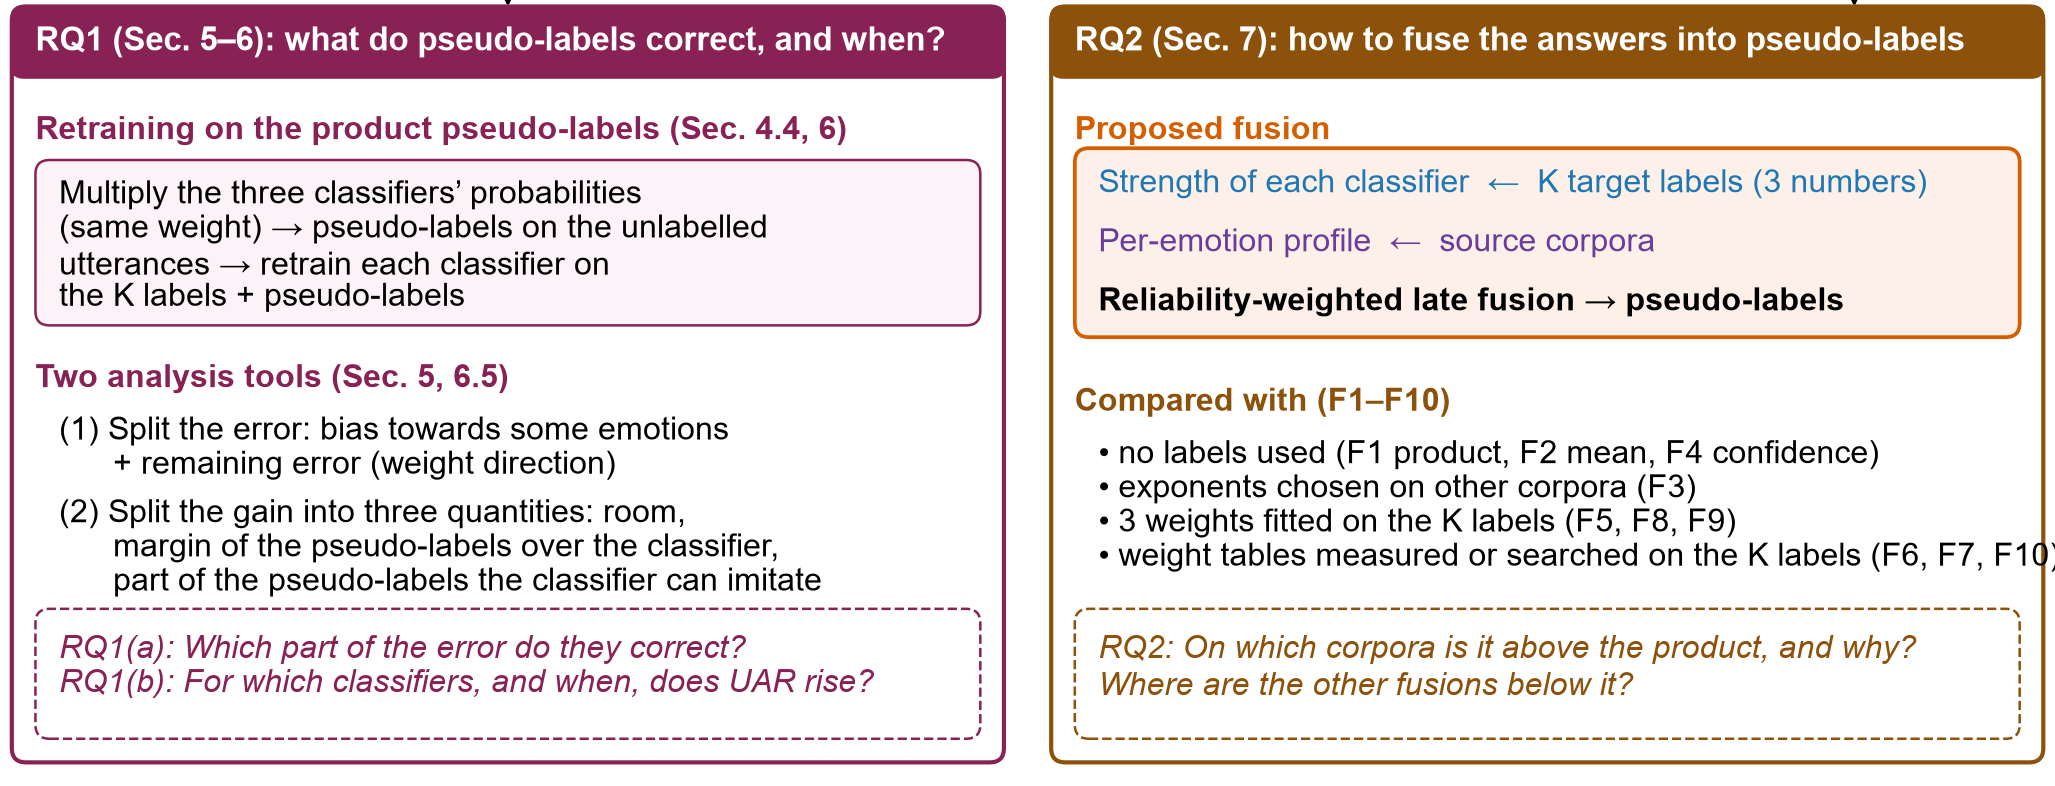 RQ1 (Sec. 5–6): what do pseudo-labels correct, and when?
Retraining on the product pseudo-labels (Sec. 4.4, 6)
Multiply the three classifiers’ probabilities
(same weight) → pseudo-labels on the unlabelled
utterances → retrain each classifier on
the K labels + pseudo-labels
Two analysis tools (Sec. 5, 6.5)
(1) Split the error: bias towards some emotions
+ remaining error (weight direction)
(2) Split the gain into three quantities: room,
margin of the pseudo-labels over the classifier,
part of the pseudo-labels the classifier can imitate
RQ1(a): Which part of the error do they correct?
RQ1(b): For which classifiers, and when, does UAR rise?
RQ2 (Sec. 7): how to fuse the answers into pseudo-labels
Proposed fusion
Strength of each classifier ← K target labels (3 numbers)
Per-emotion profile ← source corpora
Reliability-weighted late fusion → pseudo-labels
Compared with (F1–F10)
• no labels used (F1 product, F2 mean, F4 confidence)
• exponents chosen on other corpora (F3)
• 3 weights fitted on the K labels (F5, F8, F9)
• weight tables measured or searched on the K labels (F6, F7, F10)
RQ2: On which corpora is it above the product, and why?
Where are the other fusions below it?